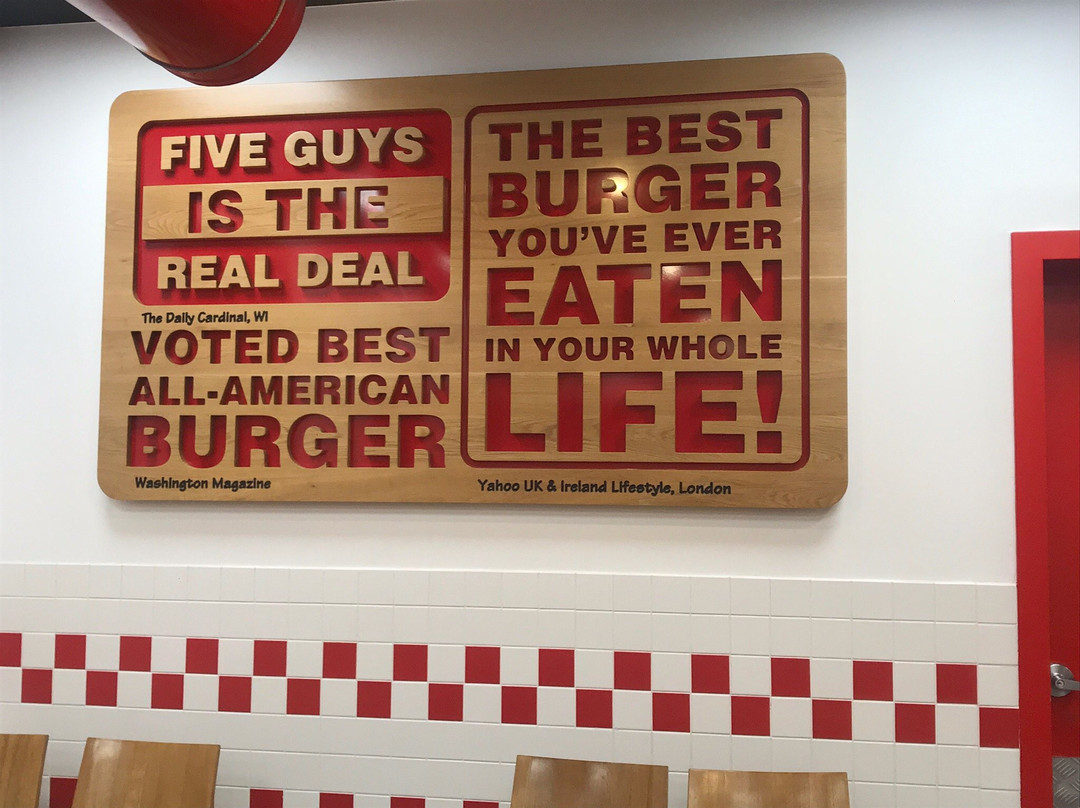 FIVE GUYS
IS THE
REAL DEAL
The Daily Cardinal, WI
VOTED BEST
ALL-AMERICAN
BURGER
Washington Magazine
THE BEST
BURGER
YOU'VE EVER
EATEN
IN YOUR WHOLE
LIFE!
Yahoo UK & Ireland Lifestyle, London